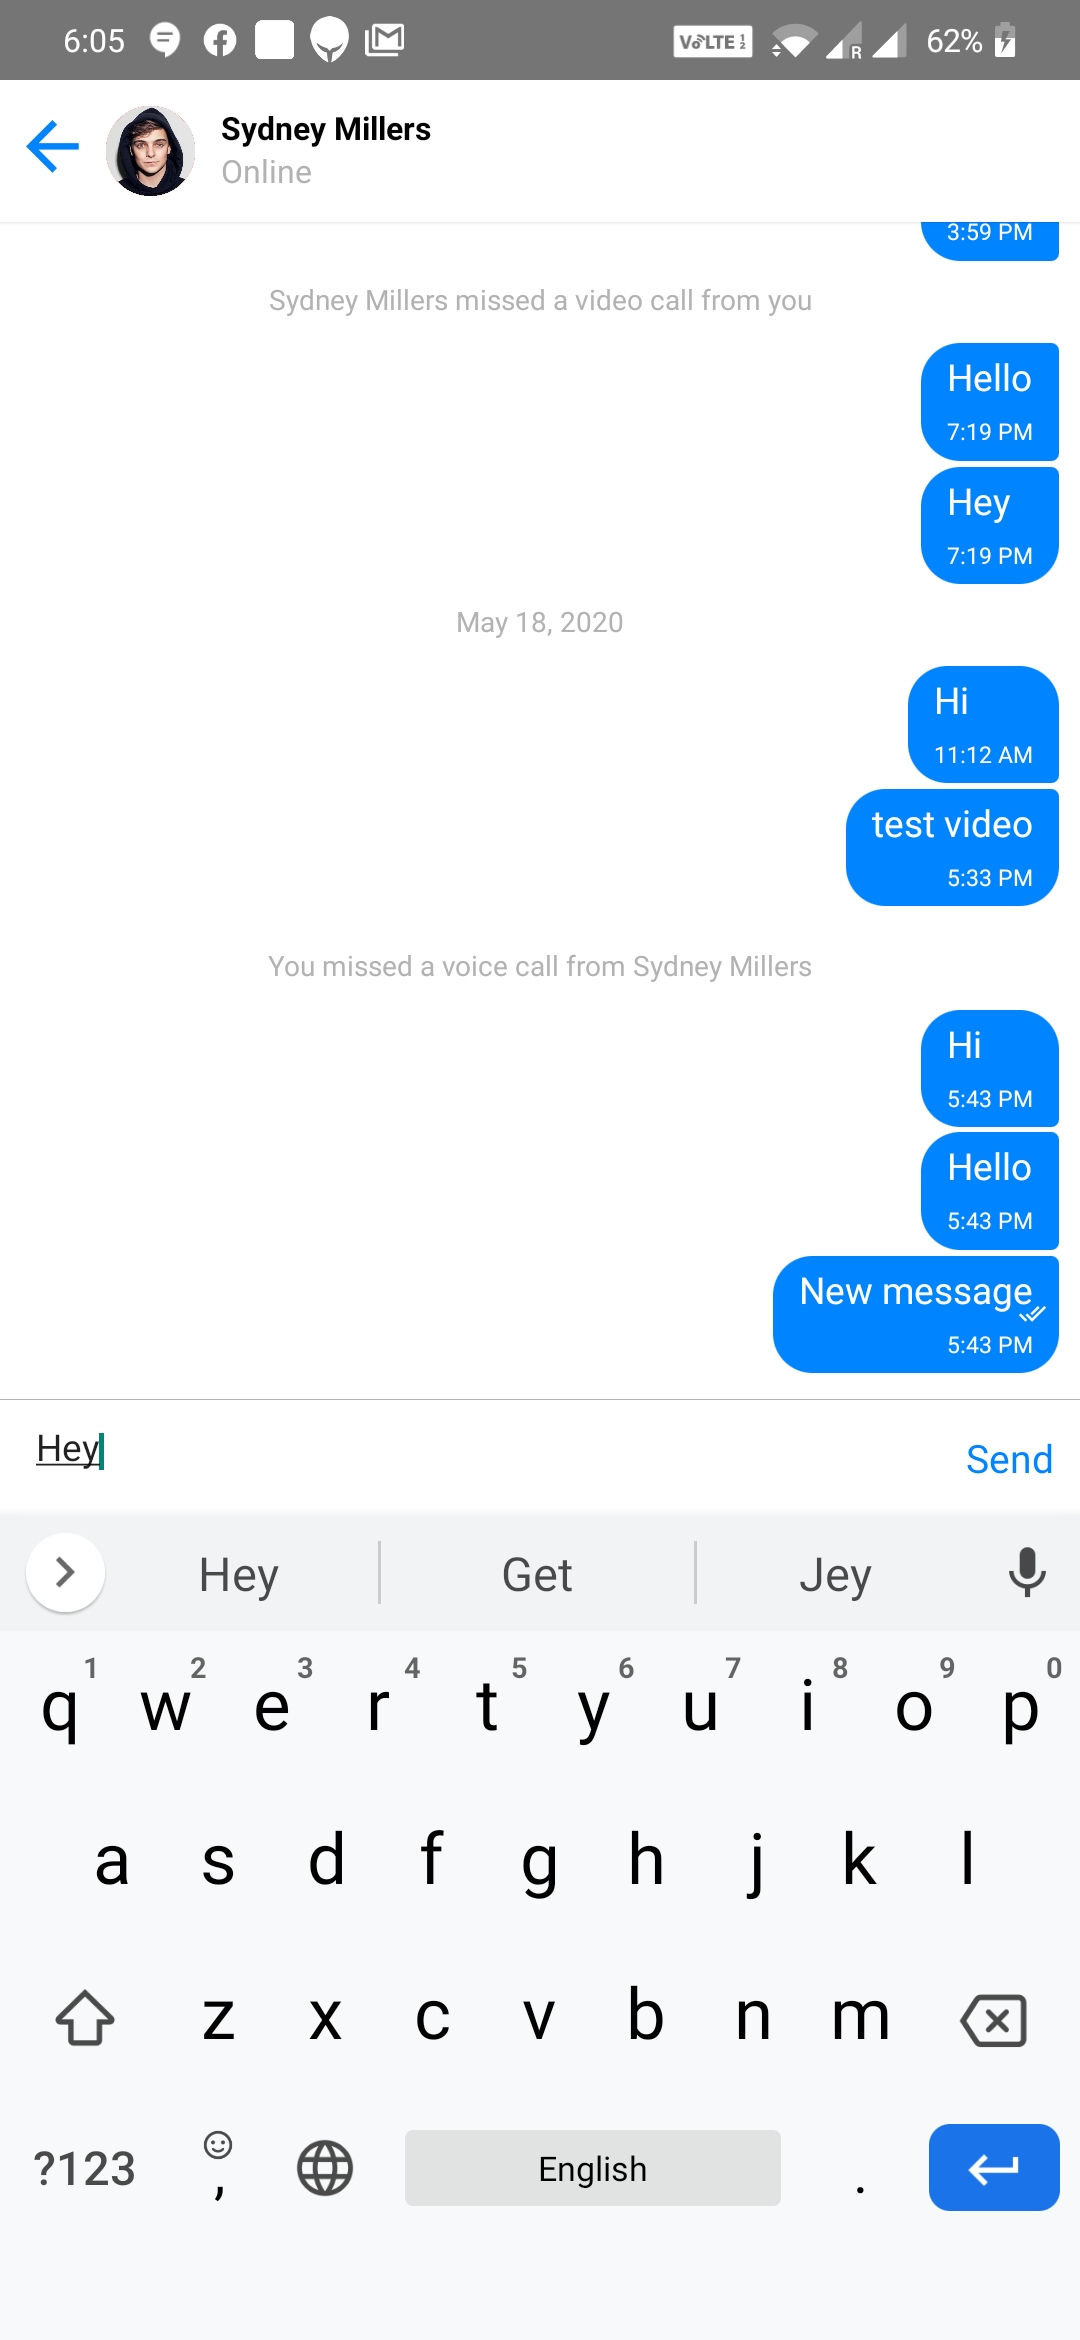 6:05 VoLTE 1 2 R 62%
Sydney Millers
Online
3:59 PM
Sydney Millers missed a video call from you
Hello
7:19 PM
Hey
7:19 PM
May 18, 2020
Hi
11:12 AM
test video
5:33 PM
You missed a voice call from Sydney Millers
Hi
5:43 PM
Hello
5:43 PM
New message
5:43 PM
Hey
Send
Hey Get Jey
1 2 3 4 5 6 7 8 9 0
q w e r t y u i o p
a s d f g h j k l
z x c v b n m
?123 , English .